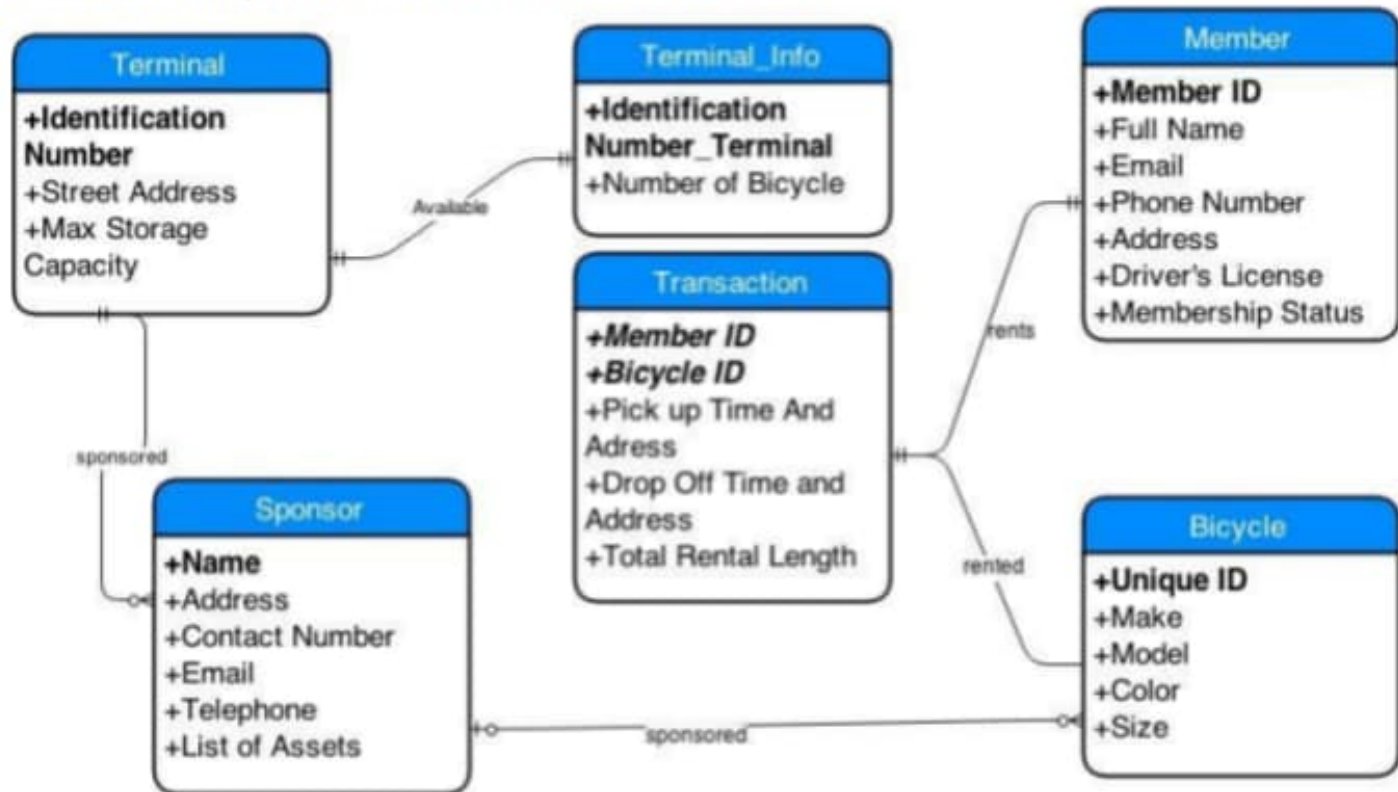 Terminal
+Identification
Number
+Street Address
+Max Storage
Capacity
Terminal_Info
+Identification
Number_Terminal
+Number of Bicycle
Member
+Member ID
+Full Name
+Email
+Phone Number
+Address
+Driver's License
+Membership Status
Available
Transaction
+Member ID
+Bicycle ID
+Pick up Time And
Adress
+Drop Off Time and
Address
+Total Rental Length
rents
rented
sponsored
Sponsor
+Name
+Address
+Contact Number
+Email
+Telephone
+List of Assets
sponsored
Bicycle
+Unique ID
+Make
+Model
+Color
+Size